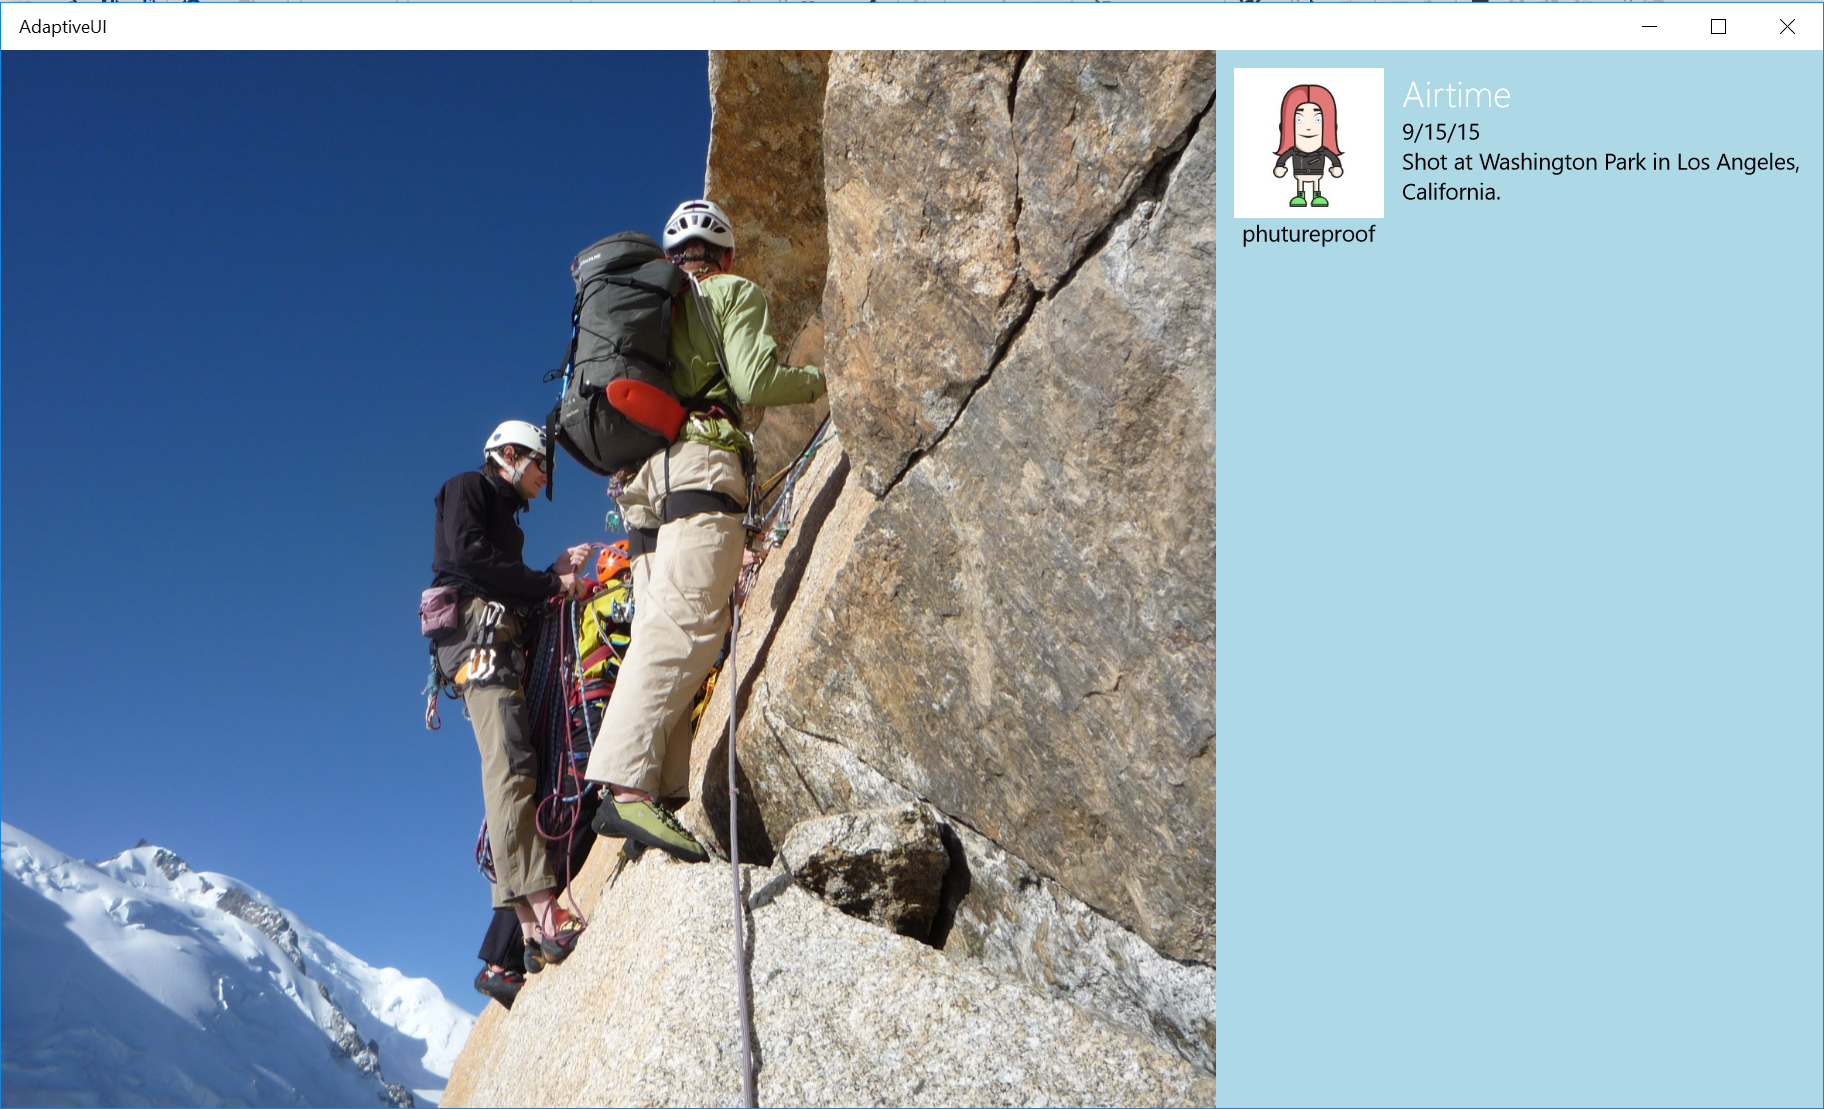 AdaptiveUI
Airtime
9/15/15
Shot at Washington Park in Los Angeles,
California.
phutureproof